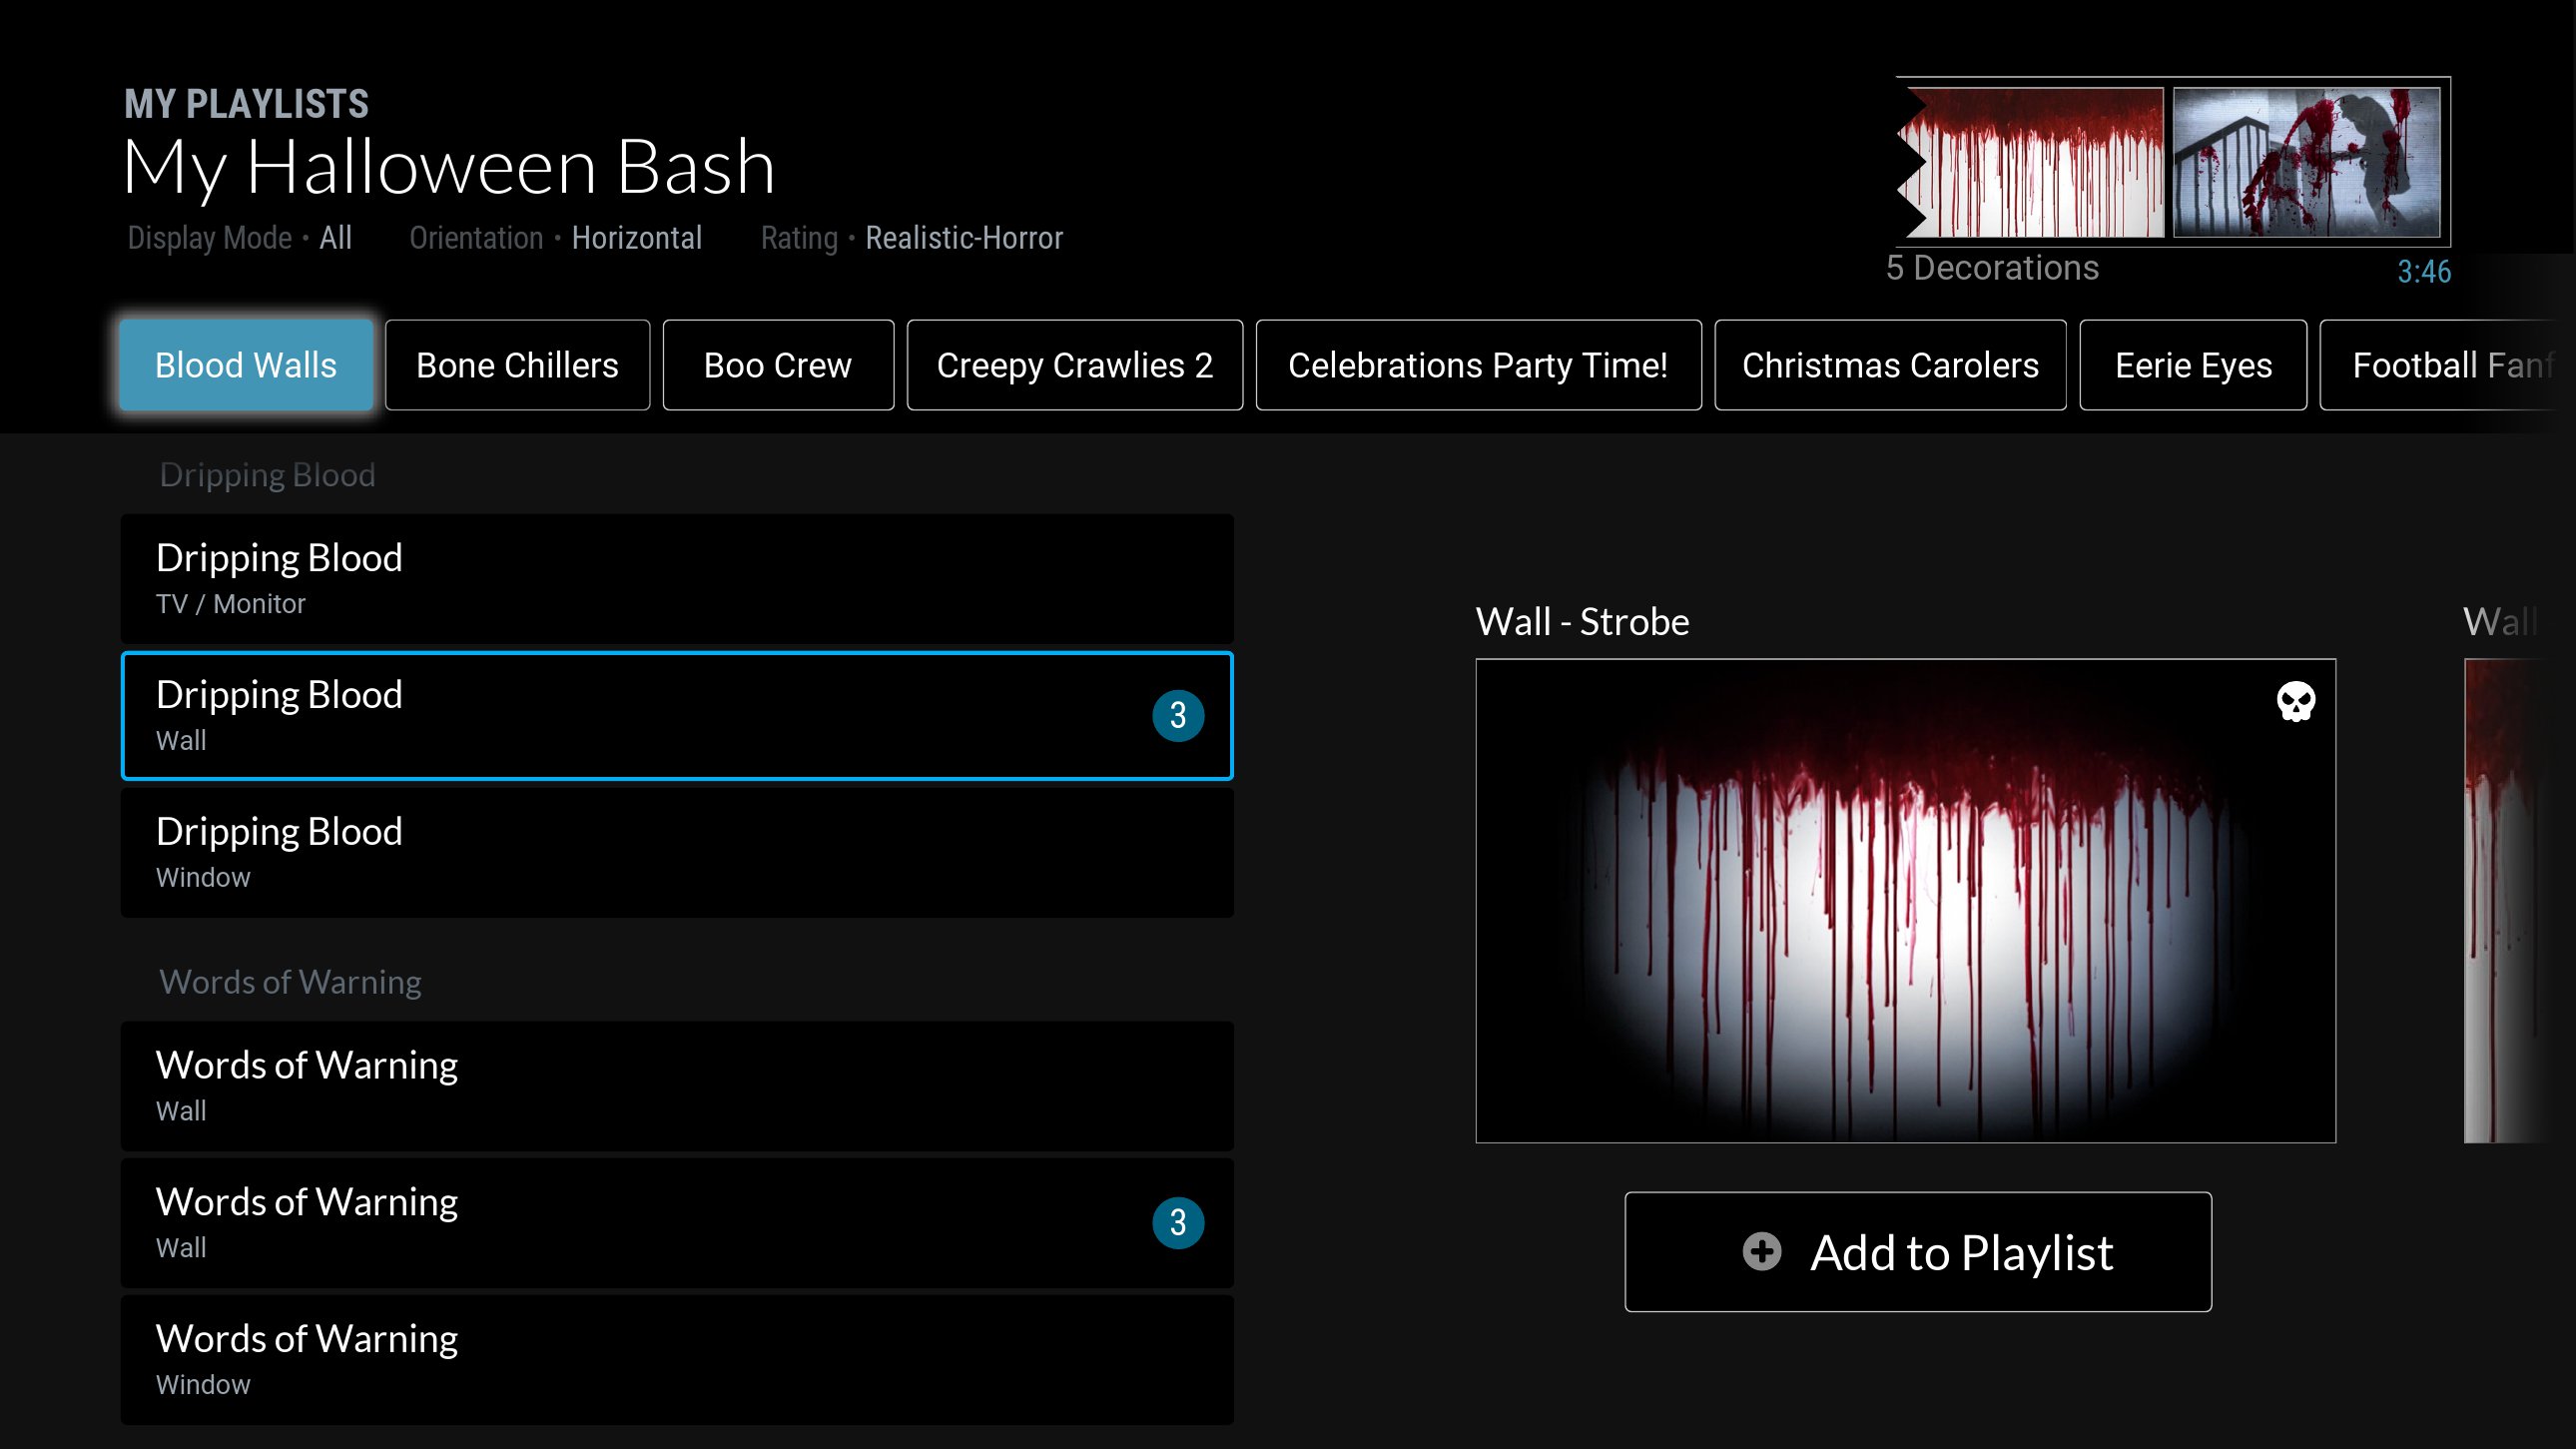 MY PLAYLISTS
My Halloween Bash
Display Mode • All Orientation • Horizontal Rating • Realistic-Horror
5 Decorations 3:46
Blood Walls Bone Chillers Boo Crew Creepy Crawlies 2 Celebrations Party Time! Christmas Carolers Eerie Eyes Football
Dripping Blood
Dripping Blood
TV / Monitor
Dripping Blood
Wall
3
Dripping Blood
Window
Words of Warning
Words of Warning
Wall
Words of Warning
Wall
3
Words of Warning
Window
Wall - Strobe
Wall
Add to Playlist